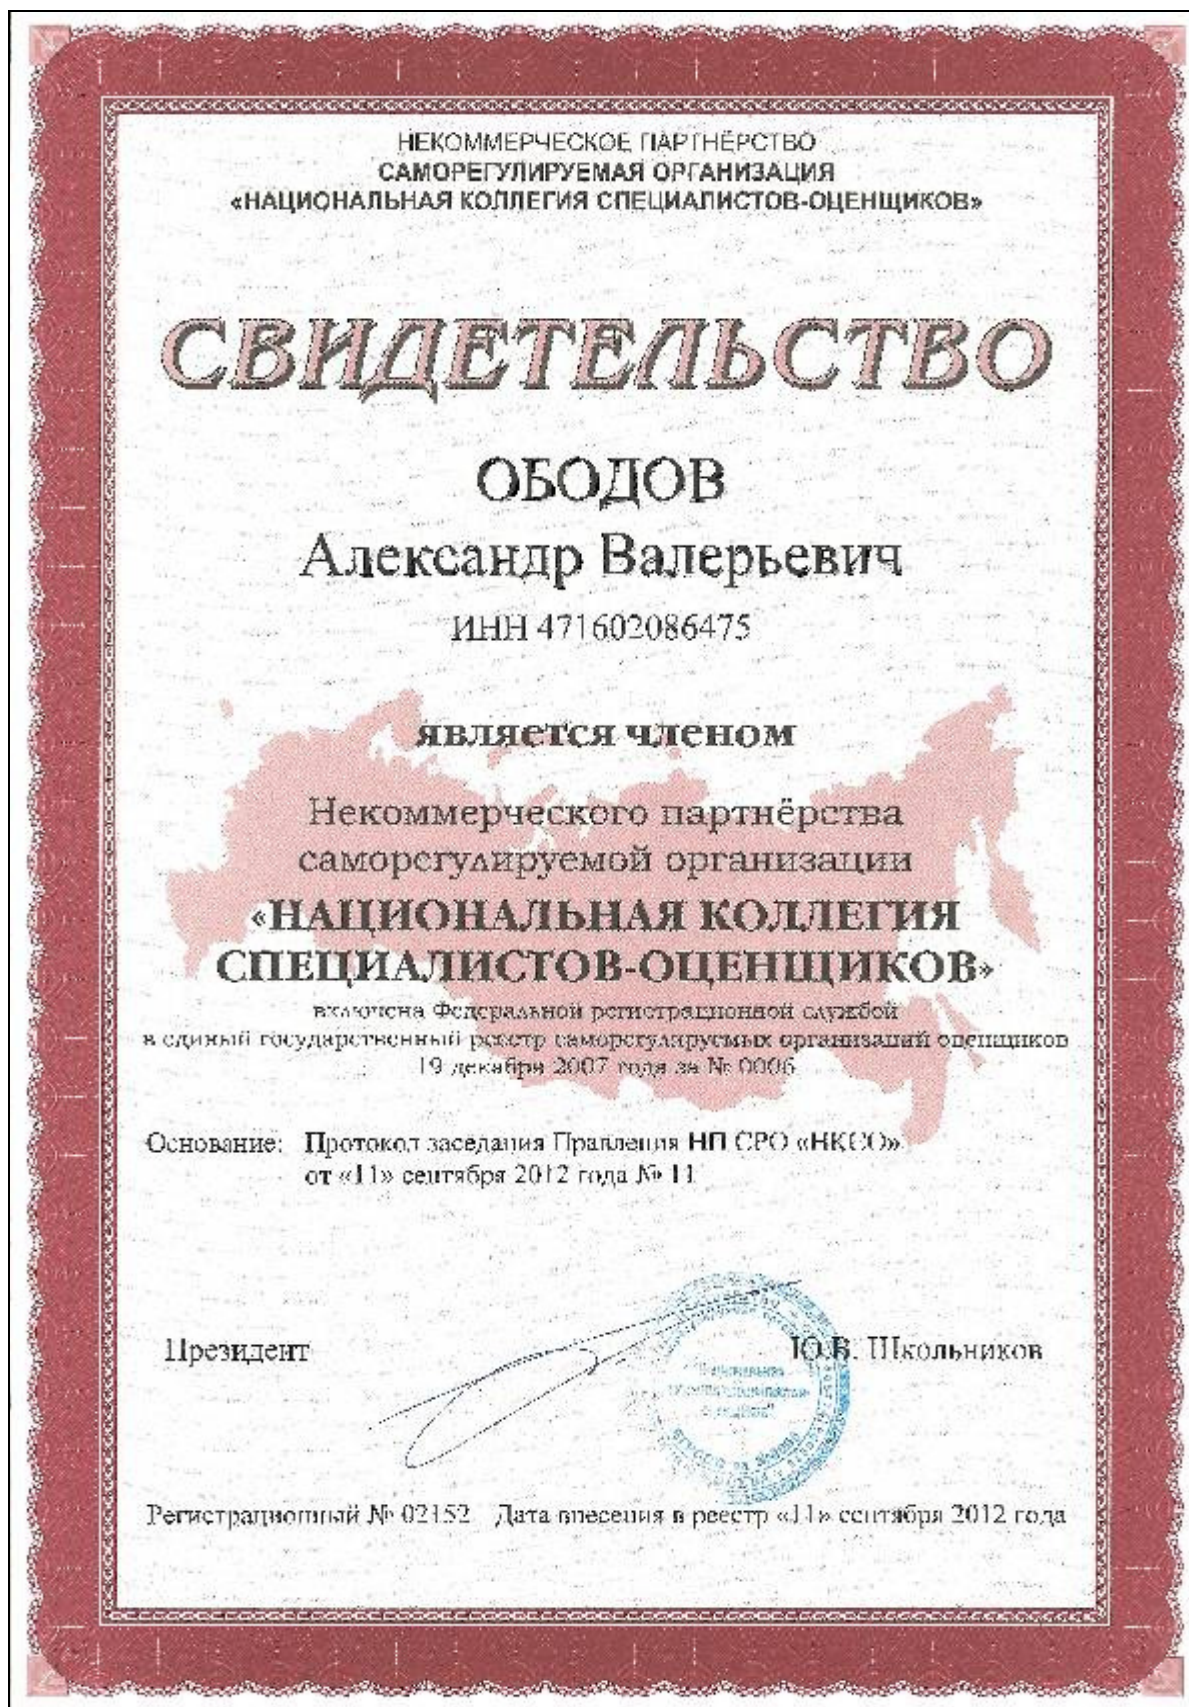 НЕКОММЕРЧЕСКОЕ ПАРТНЁРСТВО
САМОРЕГУЛИРУЕМАЯ ОРГАНИЗАЦИЯ
«НАЦИОНАЛЬНАЯ КОЛЛЕГИЯ СПЕЦИАЛИСТОВ-ОЦЕНЩИКОВ»
СВИДЕТЕЛЬСТВО
ОБОДОВ
Александр Валерьевич
ИНН 471602086475
является членом
Некоммерческого партнёрства
саморегулируемой организации
«НАЦИОНАЛЬНАЯ КОЛЛЕГИЯ
СПЕЦИАЛИСТОВ-ОЦЕНЩИКОВ»
включена Федеральной регистрационной службой
в единый государственный реестр саморегулируемых организаций оценщиков
19 декабря 2007 года за № 0006
Основание: Протокол заседания Правления НП СРО «НКСО»
от «11» сентября 2012 года № 11
Президент Ю.В. Школьников
Регистрационный № 02152 Дата внесения в реестр «11» сентября 2012 года